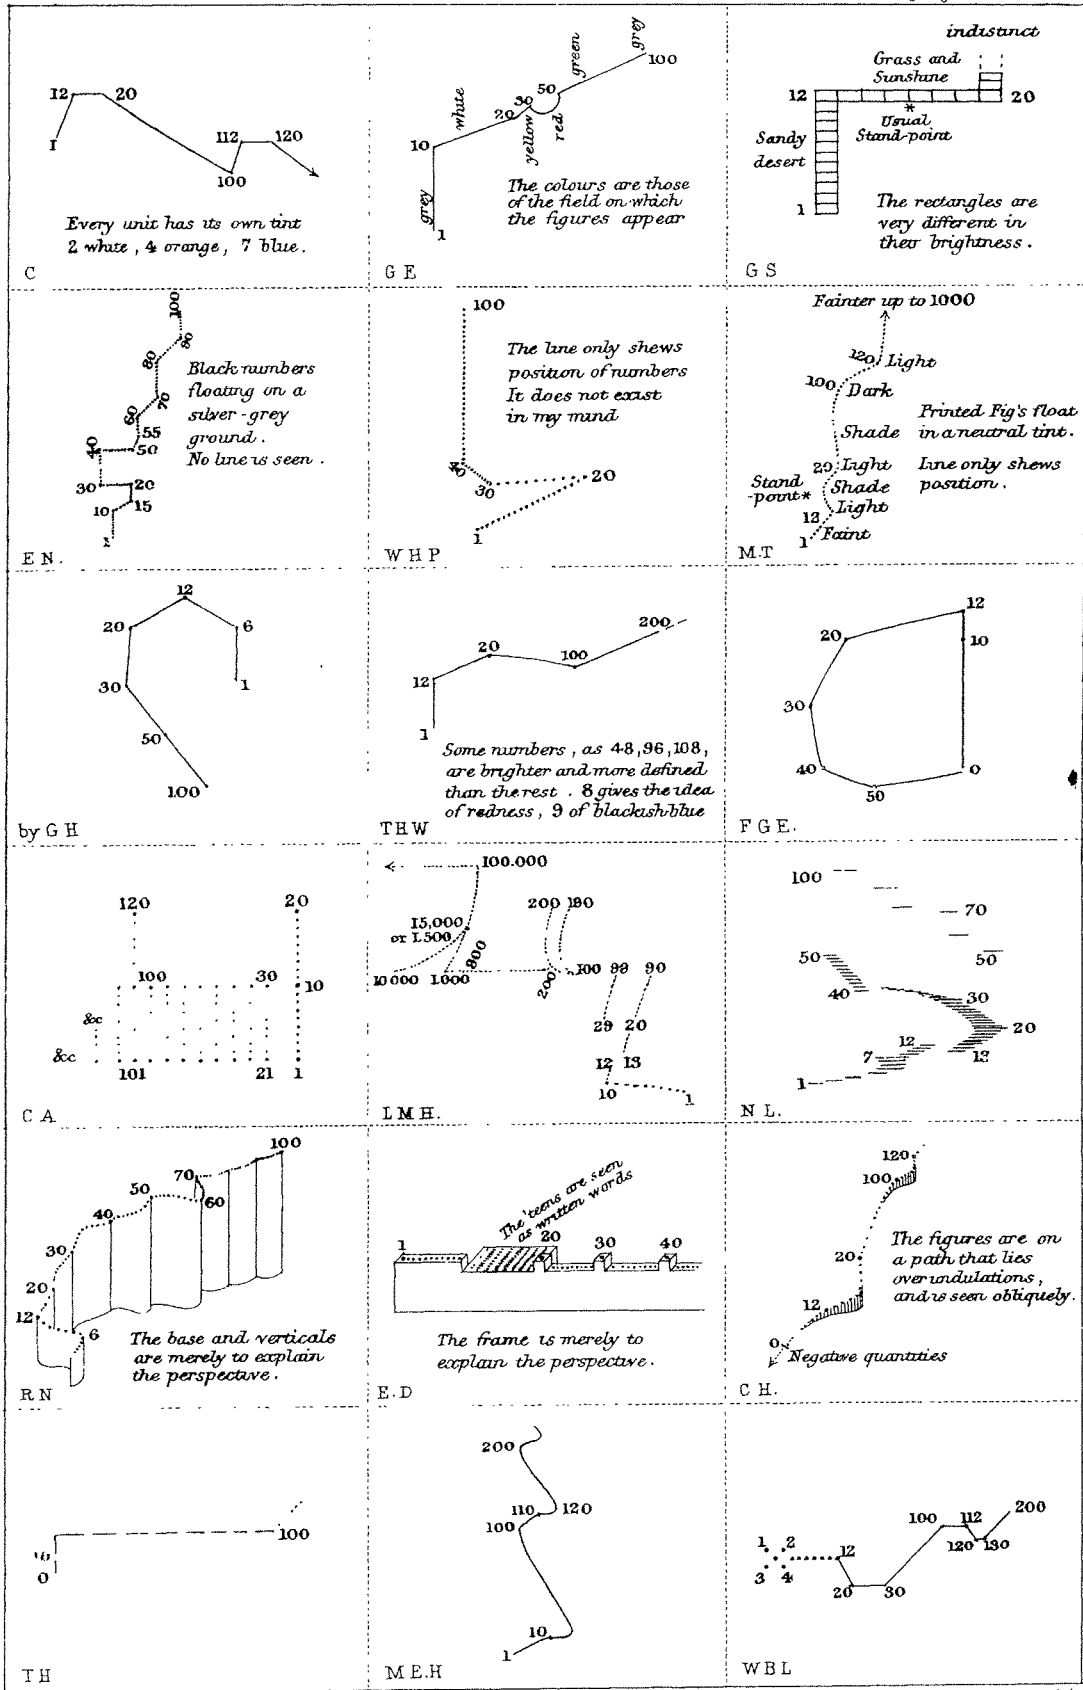 12
20
1
112
120
100
Every unit has its own tint
2 white, 4 orange, 7 blue.
C
grey
100
green
50
30
20
red
yellow
white
10
grey
1
The colours are those
of the field on which
the figures appear
G E
indistinct
Grass and
Sunshine
12
20
*
Usual
Stand-point
Sandy
desert
1
The rectangles are
very different in
their brightness.
G S
100
90
80
70
60
55
50
40
30
20
15
10
1
Black numbers
floating on a
silver-grey
ground.
No line is seen.
E N.
100
The line only shews
position of numbers
It does not exist
in my mind
40
30
20
1
W H P
Fainter up to 1000
120
Light
100
Dark
Shade
20
Light
Shade
Stand
-point*
Light
12
1
Faint
Printed Fig's float
in a neutral tint.
Line only shews
position.
M.T
12
20
6
30
1
50
100
by G H
200
20
100
12
1
Some numbers, as 48, 96, 108,
are brighter and more defined
than the rest. 8 gives the idea
of redness, 9 of blackish blue
T H W
12
20
10
30
40
0
50
F G E.
120
20
100
30
10
&c
&c
101
21
1
C A
100.000
15,000
or 1.500
200
190
800
10000
1.000
200
100
99
90
29
20
12
13
10
1
L M H.
100
70
50
50
40
30
20
12
12
7
1
N L.
100
70
50
60
40
30
20
12
6
The base and verticals
are merely to explain
the perspective.
R N
The 'teens are seen
as written words
1
20
30
40
The frame is merely to
explain the perspective.
E.D
120
100
The figures are on
a path that lies
over undulations,
and is seen obliquely.
20
12
0
Negative quantities
C H.
100
10
0
T H
200
110
120
100
10
1
M E.H
1
2
3
4
12
20
30
100
112
120
130
200
W B L